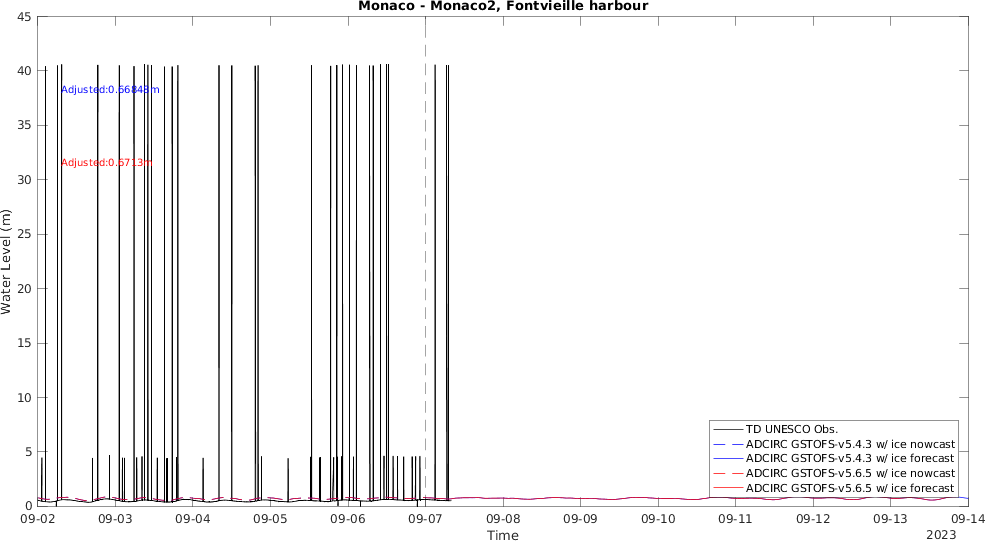 Monaco - Monaco2, Fontvieille harbour
45
40
35
30
25
20
15
10
5
0
Water Level (m)
Adjusted:0.66848m
Adjusted:0.6713m
TD UNESCO Obs.
ADCIRC GSTOFS-v5.4.3 w/ ice nowcast
ADCIRC GSTOFS-v5.4.3 w/ ice forecast
ADCIRC GSTOFS-v5.6.5 w/ ice nowcast
ADCIRC GSTOFS-v5.6.5 w/ ice forecast
09-02 09-03 09-04 09-05 09-06 09-07 09-08 09-09 09-10 09-11 09-12 09-13 09-14
Time
2023